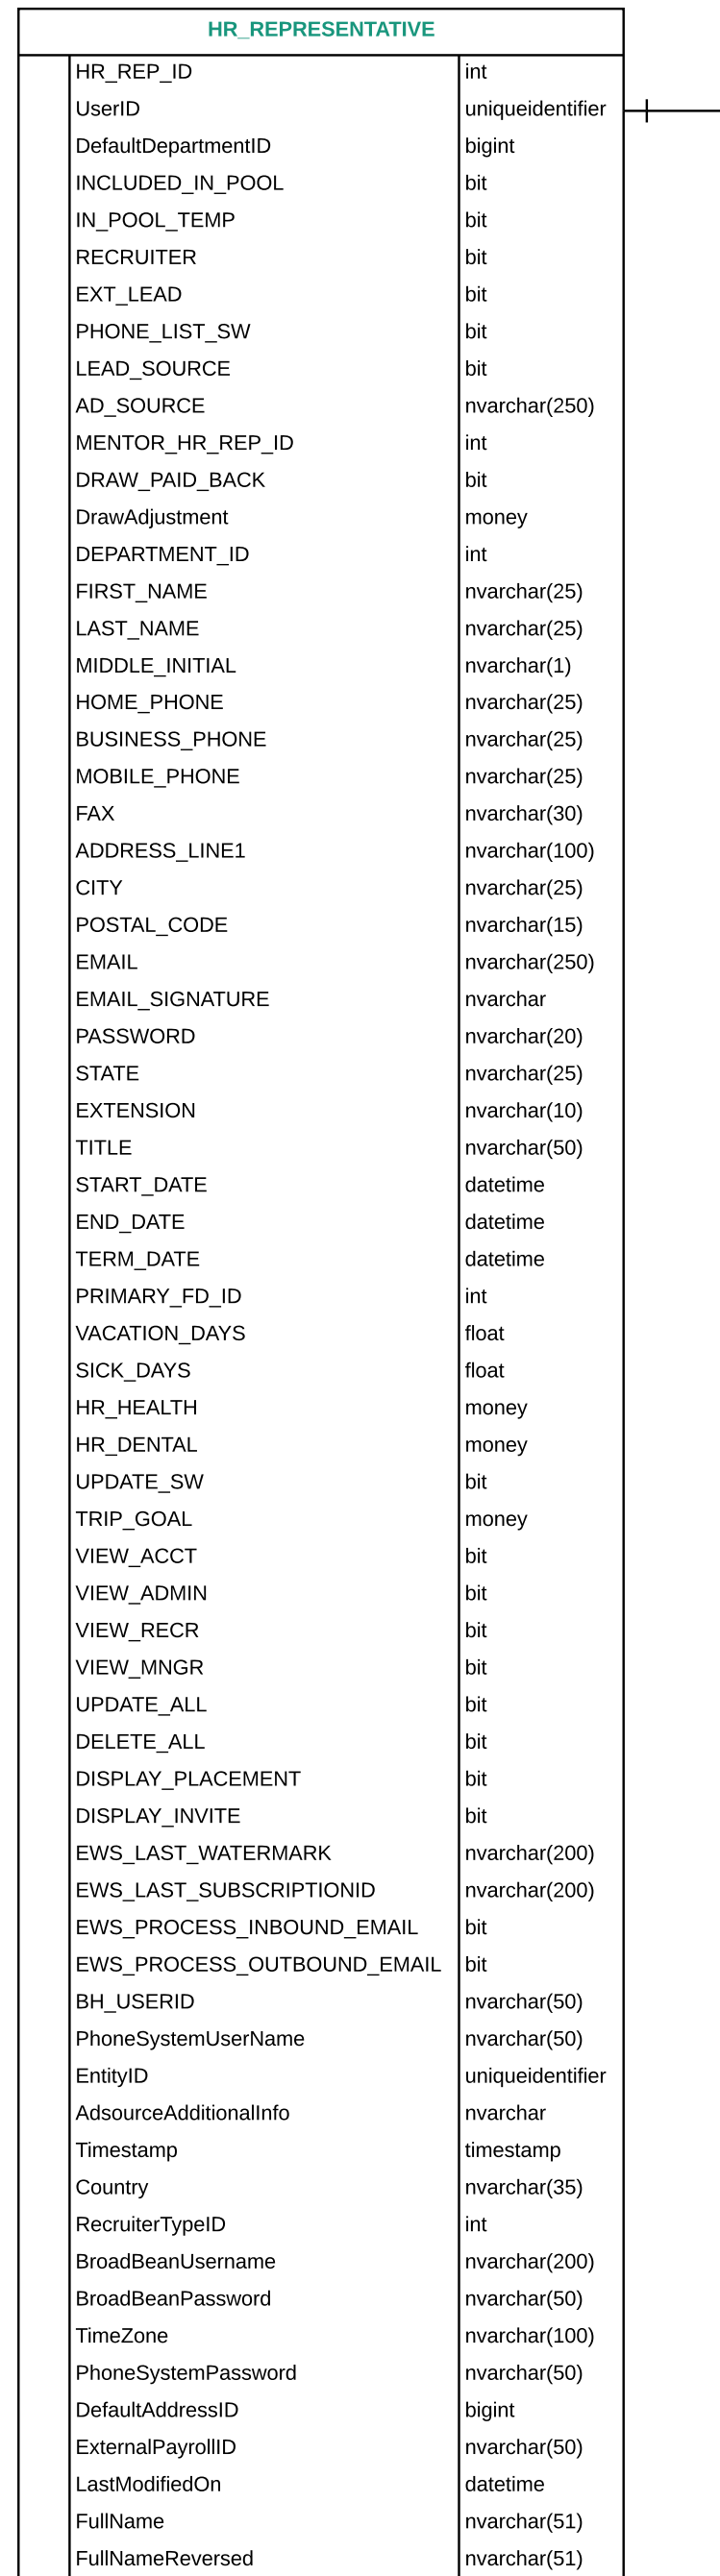 HR_REPRESENTATIVE
HR_REP_ID int
UserID uniqueidentifier
DefaultDepartmentID bigint
INCLUDED_IN_POOL bit
IN_POOL_TEMP bit
RECRUITER bit
EXT_LEAD bit
PHONE_LIST_SW bit
LEAD_SOURCE bit
AD_SOURCE nvarchar(250)
MENTOR_HR_REP_ID int
DRAW_PAID_BACK bit
DrawAdjustment money
DEPARTMENT_ID int
FIRST_NAME nvarchar(25)
LAST_NAME nvarchar(25)
MIDDLE_INITIAL nvarchar(1)
HOME_PHONE nvarchar(25)
BUSINESS_PHONE nvarchar(25)
MOBILE_PHONE nvarchar(25)
FAX nvarchar(30)
ADDRESS_LINE1 nvarchar(100)
CITY nvarchar(25)
POSTAL_CODE nvarchar(15)
EMAIL nvarchar(250)
EMAIL_SIGNATURE nvarchar
PASSWORD nvarchar(20)
STATE nvarchar(25)
EXTENSION nvarchar(10)
TITLE nvarchar(50)
START_DATE datetime
END_DATE datetime
TERM_DATE datetime
PRIMARY_FD_ID int
VACATION_DAYS float
SICK_DAYS float
HR_HEALTH money
HR_DENTAL money
UPDATE_SW bit
TRIP_GOAL money
VIEW_ACCT bit
VIEW_ADMIN bit
VIEW_RECR bit
VIEW_MNGR bit
UPDATE_ALL bit
DELETE_ALL bit
DISPLAY_PLACEMENT bit
DISPLAY_INVITE bit
EWS_LAST_WATERMARK nvarchar(200)
EWS_LAST_SUBSCRIPTIONID nvarchar(200)
EWS_PROCESS_INBOUND_EMAIL bit
EWS_PROCESS_OUTBOUND_EMAIL bit
BH_USERID nvarchar(50)
PhoneSystemUserName nvarchar(50)
EntityID uniqueidentifier
AdsourceAdditionalInfo nvarchar
Timestamp timestamp
Country nvarchar(35)
RecruiterTypeID int
BroadBeanUsername nvarchar(200)
BroadBeanPassword nvarchar(50)
TimeZone nvarchar(100)
PhoneSystemPassword nvarchar(50)
DefaultAddressID bigint
ExternalPayrollID nvarchar(50)
LastModifiedOn datetime
FullName nvarchar(51)
FullNameReversed nvarchar(51)